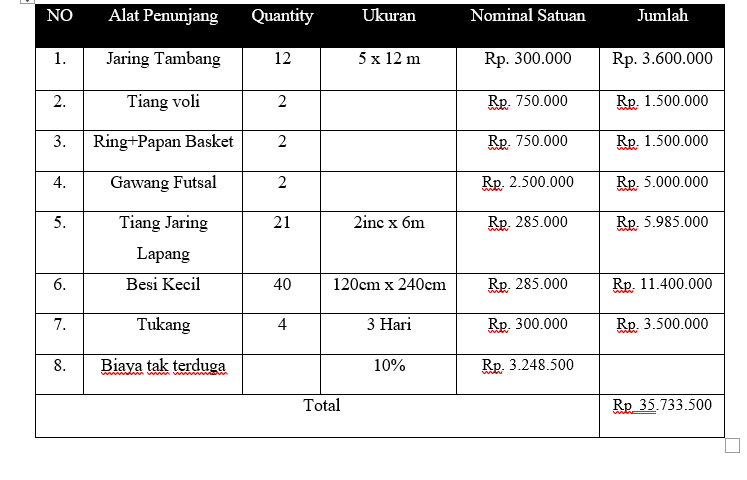 NO Alat Penunjang Quantity Ukuran Nominal Satuan Jumlah
1. Jaring Tambang 12 5 x 12 m Rp. 300.000 Rp. 3.600.000
2. Tiang voli 2 Rp. 750.000 Rp. 1.500.000
3. Ring+Papan Basket 2 Rp. 750.000 Rp. 1.500.000
4. Gawang Futsal 2 Rp. 2.500.000 Rp. 5.000.000
5. Tiang Jaring 21 2inc x 6m Rp. 285.000 Rp. 5.985.000
Lapang
6. Besi Kecil 40 120cm x 240cm Rp. 285.000 Rp. 11.400.000
7. Tukang 4 3 Hari Rp. 300.000 Rp. 3.500.000
8. Biaya tak terduga 10% Rp. 3.248.500
Total Rp 35.733.500